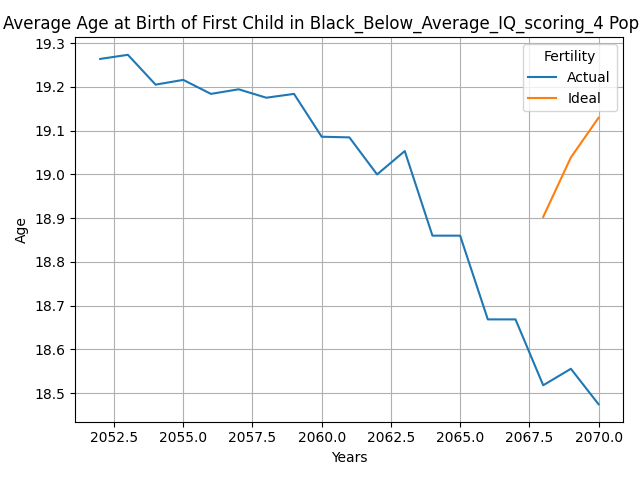 Average Age at Birth of First Child in Black_Below_Average_IQ_scoring_4 Pop
19.3
19.2
19.1
19.0
18.9
18.8
18.7
18.6
18.5
Age
Fertility
Actual
Ideal
2052.5 2055.0 2057.5 2060.0 2062.5 2065.0 2067.5 2070.0
Years